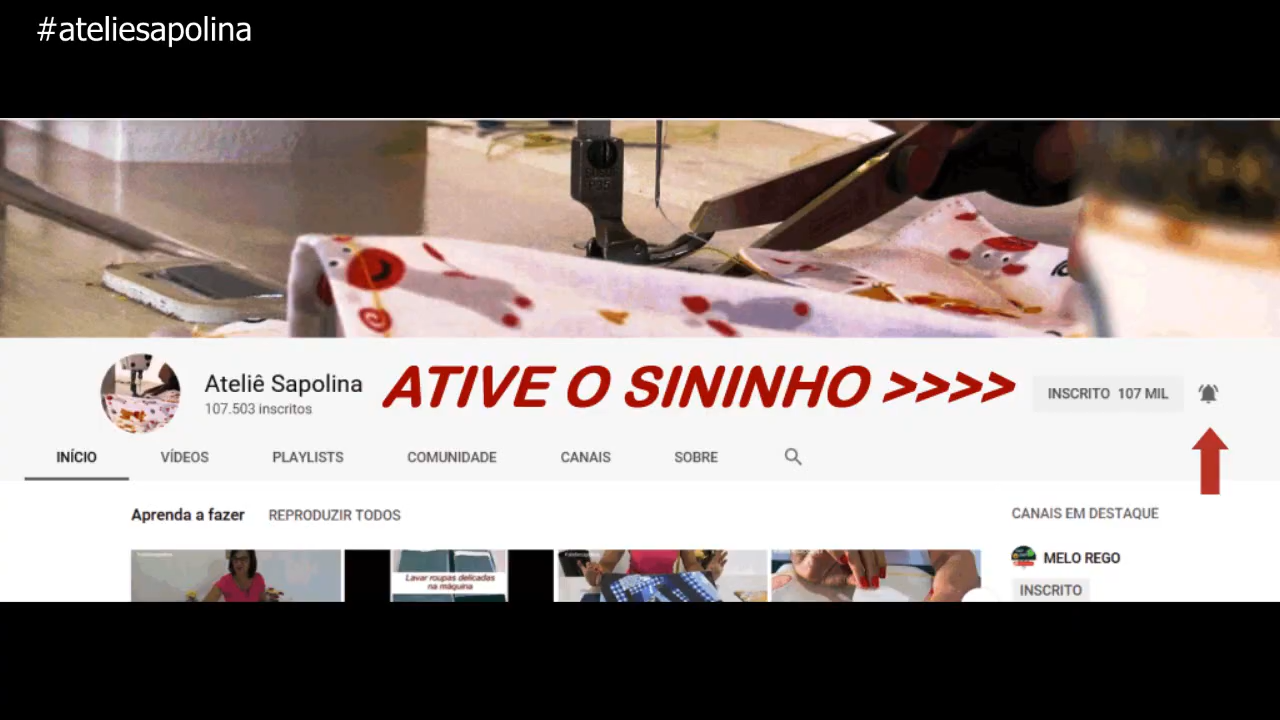 #ateliesapolina
Ateliê Sapolina
107.503 inscritos
ATIVE O SININHO >>>>
INSCRITO 107 MIL
INÍCIO VÍDEOS PLAYLISTS COMUNIDADE CANAIS SOBRE
Aprenda a fazer REPRODUZIR TODOS
CANAIS EM DESTAQUE
Lavar roupas delicadas
na máquina
MELO REGO
INSCRITO